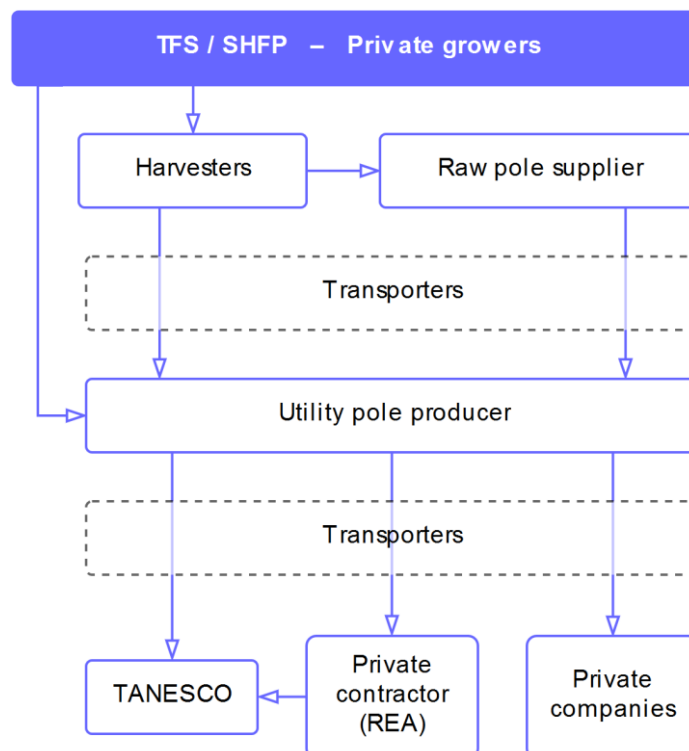 TFS / SHFP – Private growers
Harvesters
Raw pole supplier
Transporters
Utility pole producer
Transporters
TANESCO
Private
contractor
(REA)
Private
companies